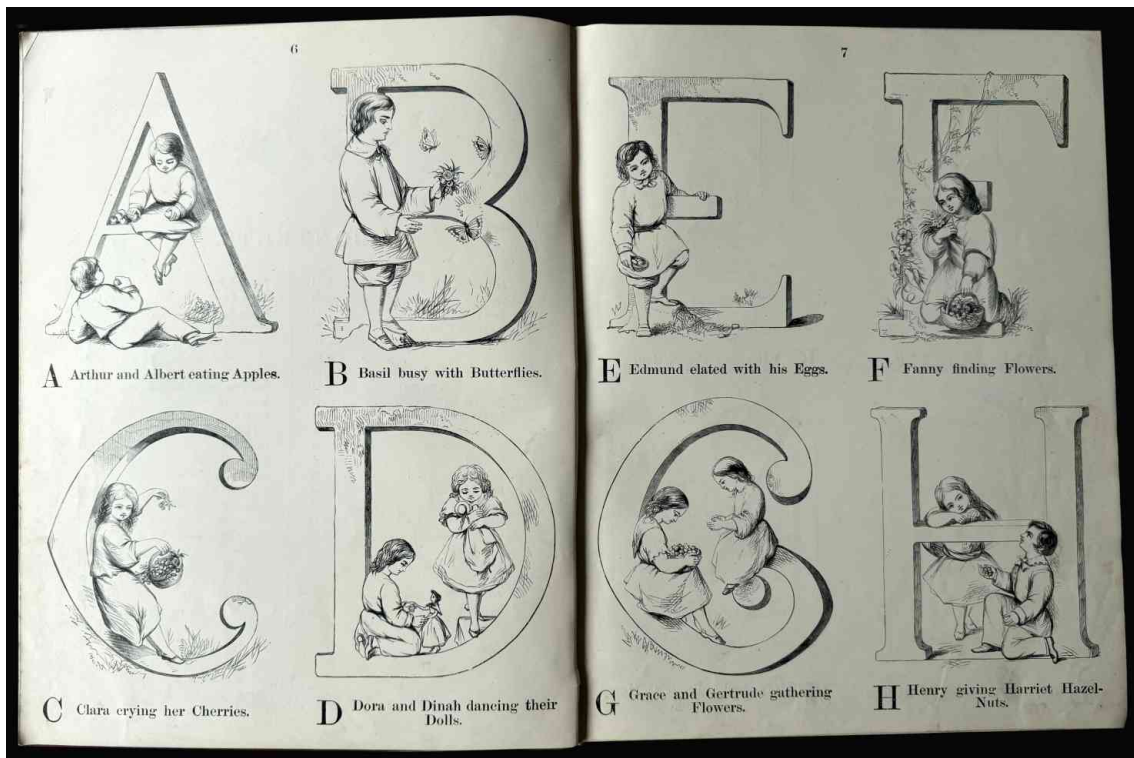 6
A Arthur and Albert eating Apples.
B Basil busy with Butterflies.
C Clara crying her Cherries.
D Dora and Dinah dancing their
Dolls.
7
E Edmund elated with his Eggs.
F Fanny finding Flowers.
G Grace and Gertrude gathering
Flowers.
H Henry giving Harriet Hazel-
Nuts.